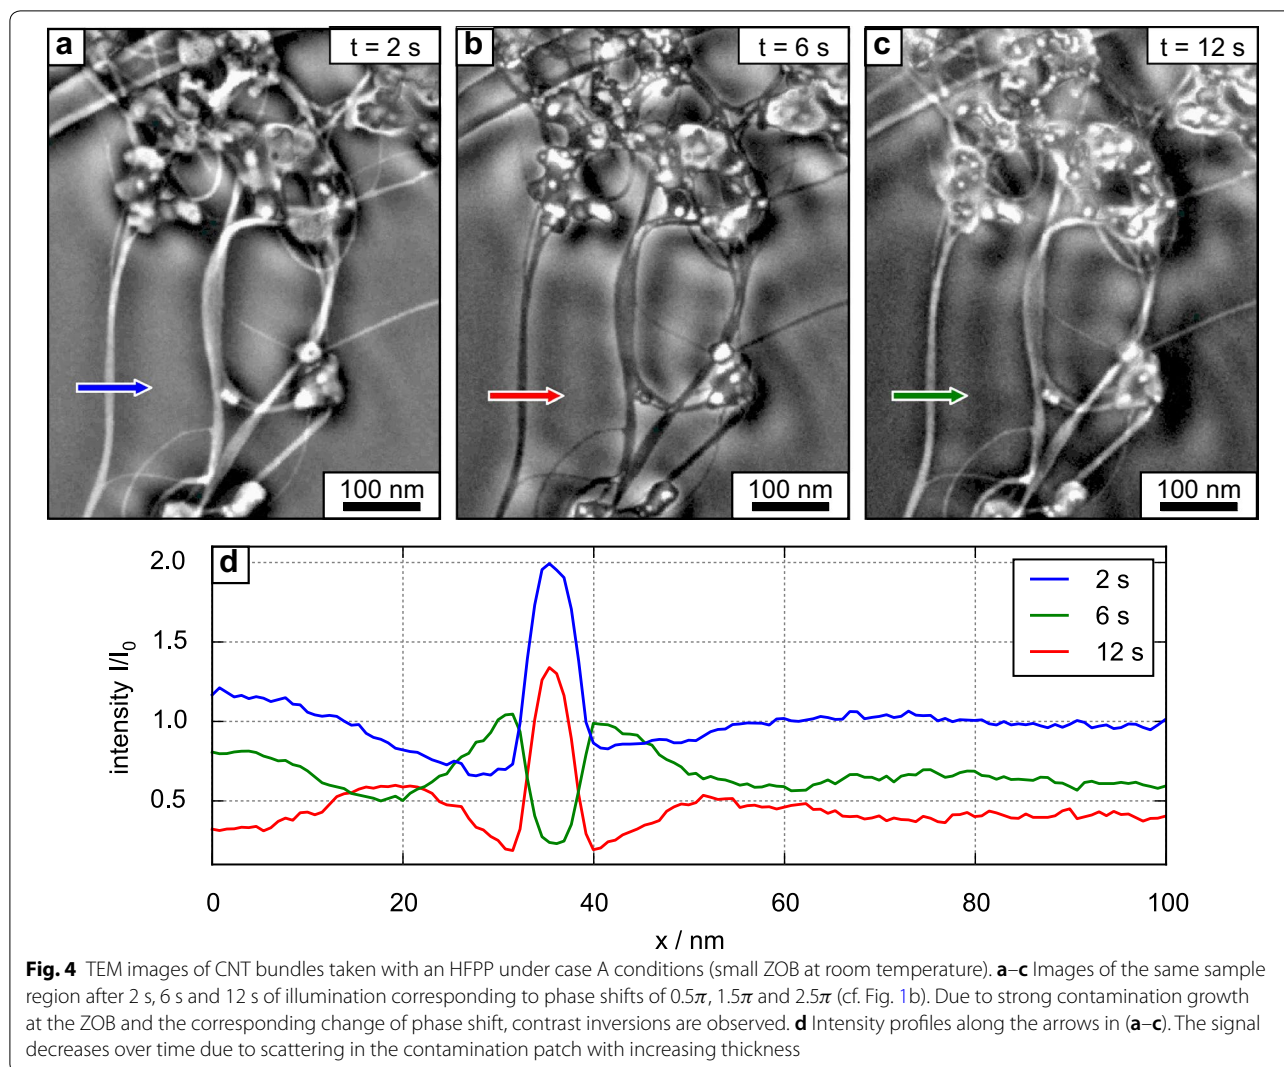 a
t = 2 s
b
t = 6 s
c
t = 12 s
100 nm
100 nm
100 nm
d
2.0
1.5
1.0
0.5
intensity I/I0
2 s
6 s
12 s
0
20
40
60
80
100
x / nm
Fig. 4 TEM images of CNT bundles taken with an HFPP under case A conditions (small ZOB at room temperature). a–c Images of the same sample
region after 2 s, 6 s and 12 s of illumination corresponding to phase shifts of 0.5π, 1.5π and 2.5π (cf. Fig. 1b). Due to strong contamination growth
at the ZOB and the corresponding change of phase shift, contrast inversions are observed. d Intensity profiles along the arrows in (a–c). The signal
decreases over time due to scattering in the contamination patch with increasing thickness